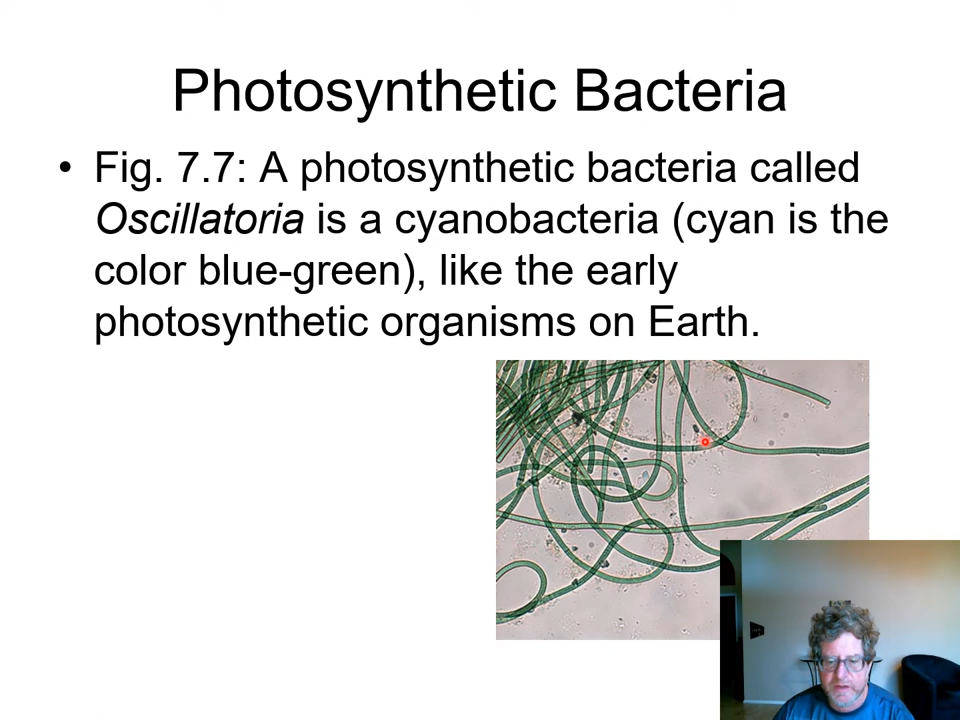 Photosynthetic Bacteria
• Fig. 7.7: A photosynthetic bacteria called
Oscillatoria is a cyanobacteria (cyan is the
color blue-green), like the early
photosynthetic organisms on Earth.